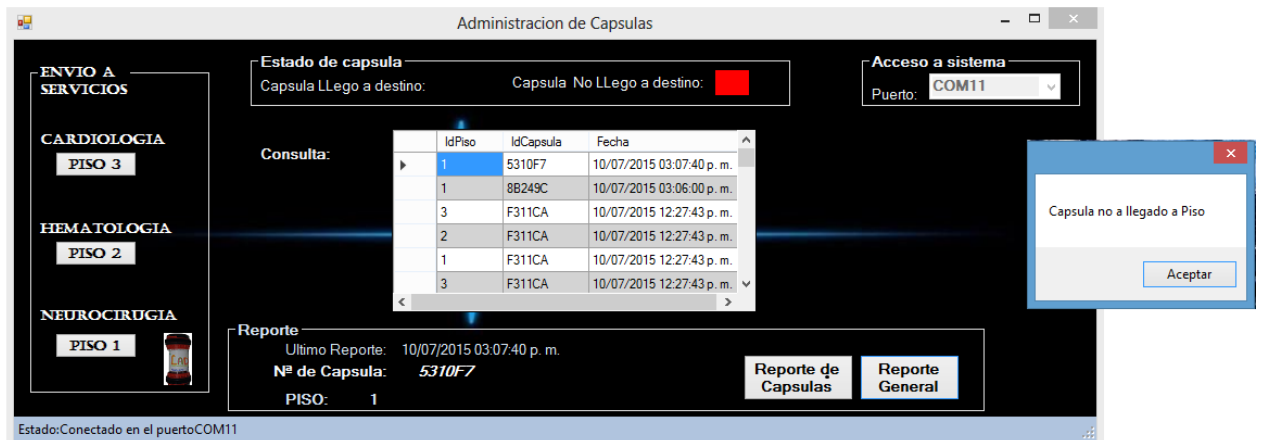 Administracion de Capsulas
ENVIO A
SERVICIOS
CARDIOLOGIA
PISO 3
HEMATOLOGIA
PISO 2
NEUROCIRUGIA
PISO 1
Estado de capsula
Capsula LLego a destino:
Capsula No LLego a destino:
Acceso a sistema
Puerto: COM11
Consulta:
IdPiso IdCapsula Fecha
1 5310F7 10/07/2015 03:07:40 p. m.
1 8B249C 10/07/2015 03:06:00 p. m.
3 F311CA 10/07/2015 12:27:43 p. m.
2 F311CA 10/07/2015 12:27:43 p. m.
1 F311CA 10/07/2015 12:27:43 p. m.
3 F311CA 10/07/2015 12:27:43 p. m.
Reporte
Ultimo Reporte: 10/07/2015 03:07:40 p. m.
Nª de Capsula: 5310F7
PISO: 1
Reporte de
Capsulas
Reporte
General
Estado:Conectado en el puertoCOM11
Capsula no a llegado a Piso
Aceptar